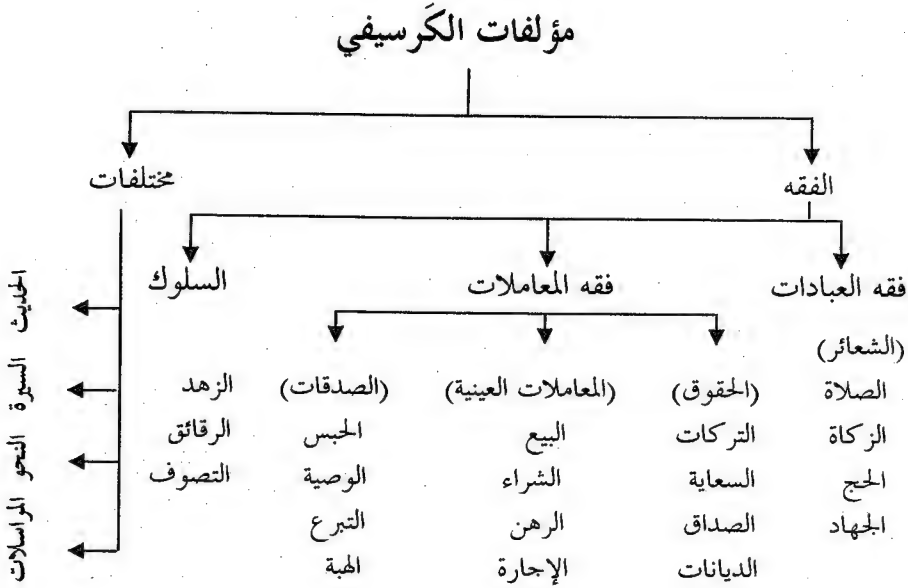 مؤلفات الكَرسيفي
الفقه
مختلفات
فقه العبادات
فقه المعاملات
السلوك
(الشعائر)
الصلاة
الزكاة
الحج
الجهاد
(الحقوق)
التركات
السعاية
الصداق
الديانات
(المعاملات العينية)
البيع
الشراء
الرهن
الإجارة
(الصدقات)
الحبس
الوصية
التبرع
الهبة
الزهد
الرقائق
التصوف
الحديث
السيرة
النحو
المراسلات